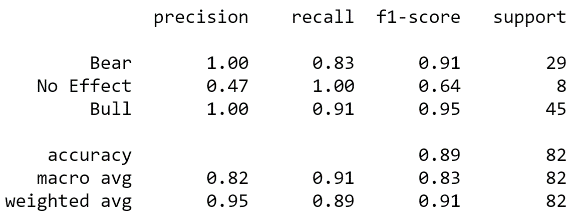 precision recall f1-score support
Bear 1.00 0.83 0.91 29
No Effect 0.47 1.00 0.64 8
Bull 1.00 0.91 0.95 45
accuracy 0.89 82
macro avg 0.82 0.91 0.83 82
weighted avg 0.95 0.89 0.91 82